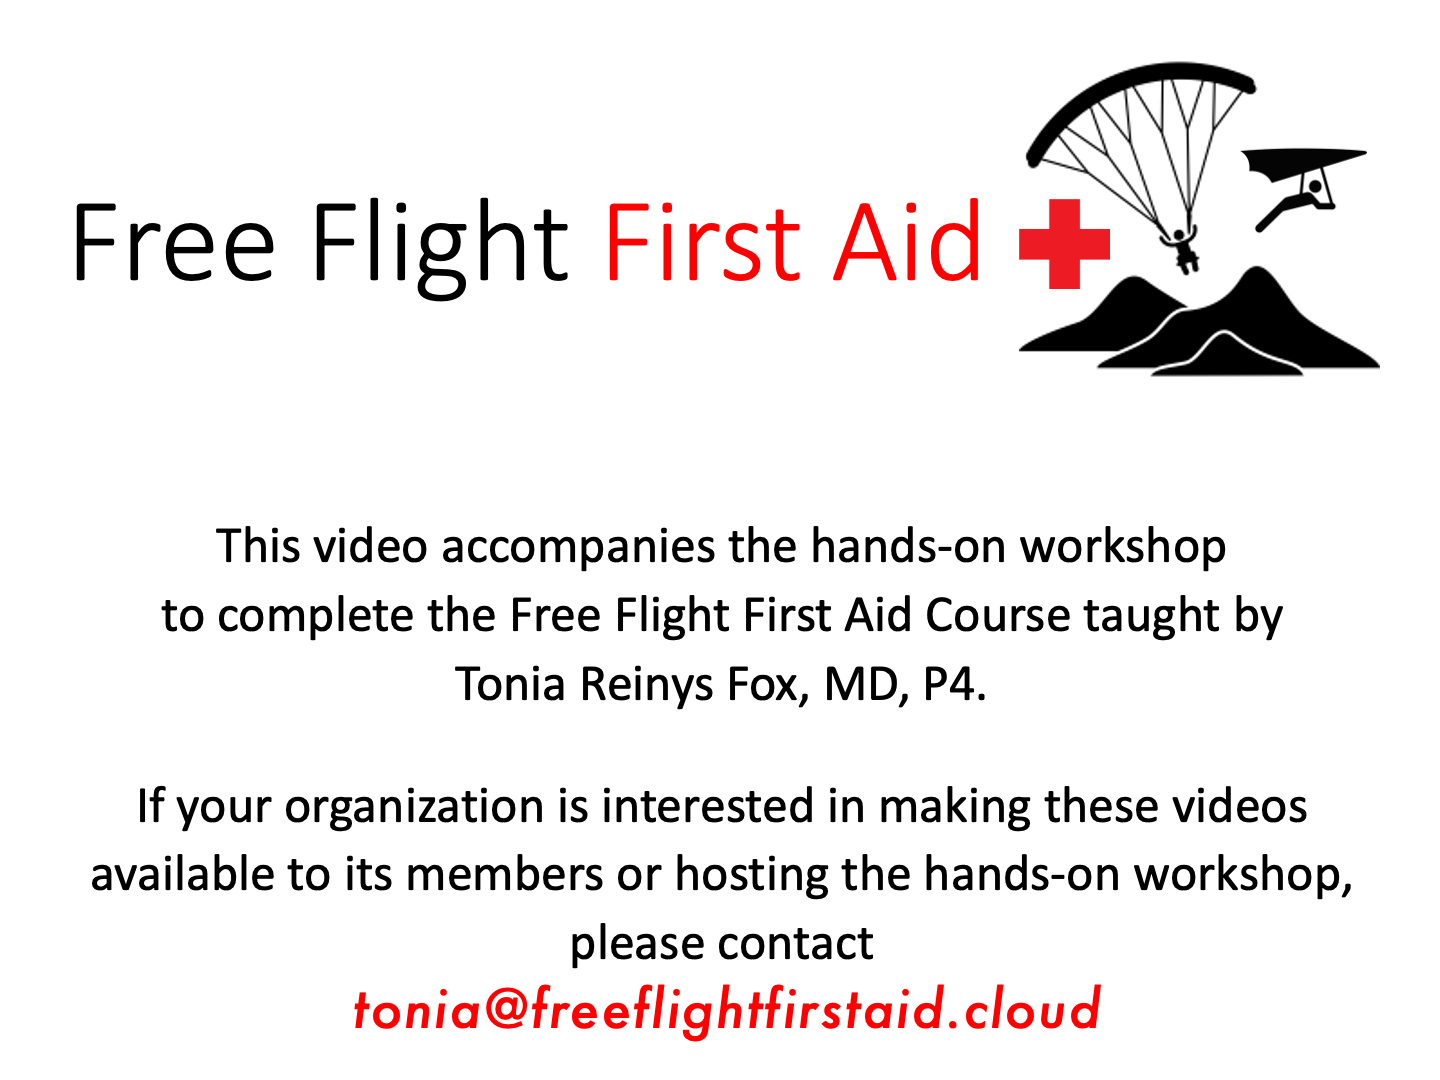 Free Flight First Aid
This video accompanies the hands-on workshop
to complete the Free Flight First Aid Course taught by
Tonia Reinys Fox, MD, P4.
If your organization is interested in making these videos
available to its members or hosting the hands-on workshop,
please contact
tonia@freeflightfirstaid.cloud